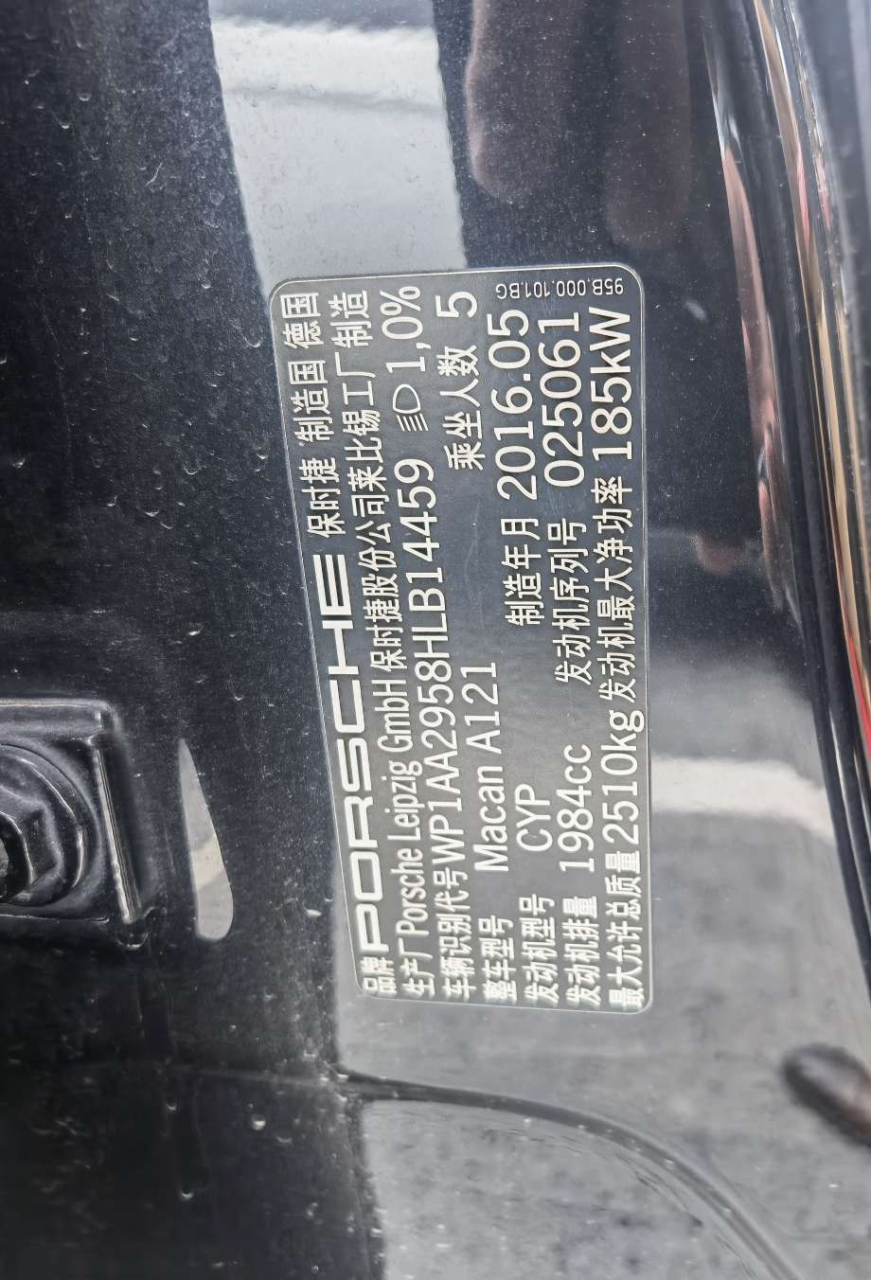 品牌 PORSCHE 保时捷 制造国 德国
生产厂 Porsche Leipzig GmbH 保时捷股份公司莱比锡工厂制造
车辆识别代号 WP1AA2958HLB14459 1,0%
整车型号 Macan A121 乘坐人数 5
发动机型号 CYP 制造年月 2016.05
发动机排量 1984cc 发动机序列号 025061
最大允许总质量 2510kg 发动机最大净功率 185kW
95B.000.101.BG